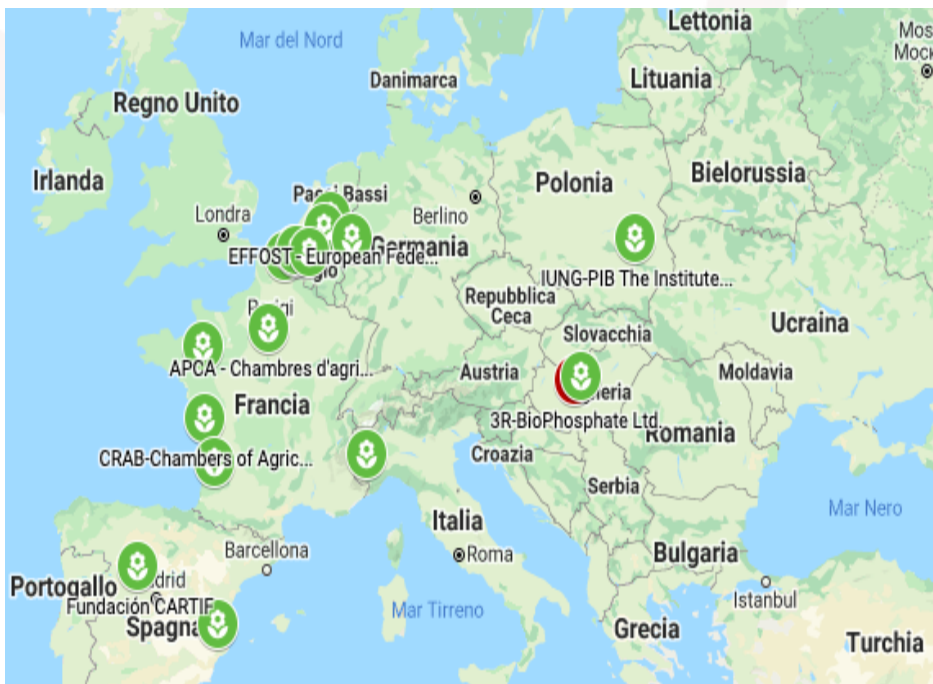 Lettonia
Mos
Моск
Mar del Nord
Danimarca
Lituania
Regno Unito
Bielorussia
Irlanda
Paesi Bassi
Polonia
Londra
Berlino
Germania
EFFOST - European Fede...
IUNG-PIB The Institute...
Repubblica
Ceca
Ucraina
Slovacchia
Moldavia
APCA - Chambres d'agri...
Austria
Francia
3R-BioPhosphate Ltd.
Romania
Croazia
CRAB-Chambers of Agric...
Serbia
Mar Nero
Italia
Barcellona
Roma
Bulgaria
Portogallo
Istanbul
Fundación CARTIF
Mar Tirreno
Spagna
Grecia
Turchia